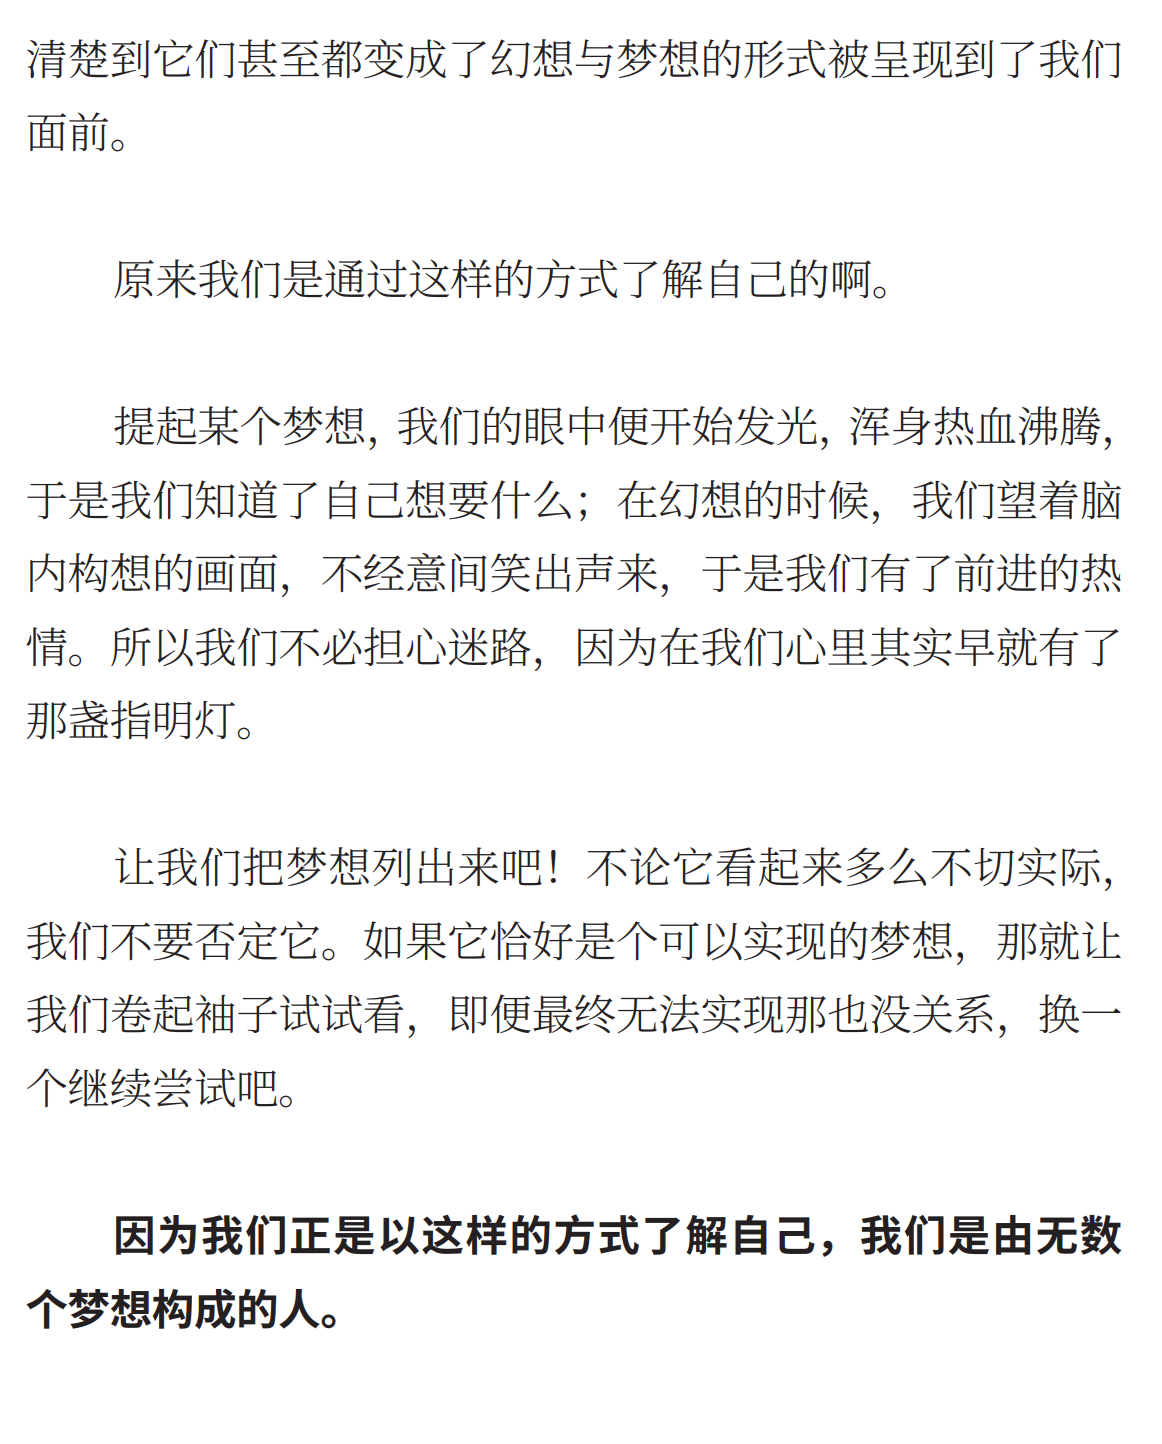 清楚到它们甚至都变成了幻想与梦想的形式被呈现到了我们
面前。
原来我们是通过这样的方式了解自己的啊。
提起某个梦想，我们的眼中便开始发光，浑身热血沸腾，
于是我们知道了自己想要什么；在幻想的时候，我们望着脑
内构想的画面，不经意间笑出声来，于是我们有了前进的热
情。所以我们不必担心迷路，因为在我们心里其实早就有了
那盏指明灯。
让我们把梦想列出来吧！不论它看起来多么不切实际，
我们不要否定它。如果它恰好是个可以实现的梦想，那就让
我们卷起袖子试试看，即便最终无法实现那也没关系，换一
个继续尝试吧。
因为我们正是以这样的方式了解自己，我们是由无数
个梦想构成的人。